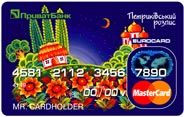 ПриватБанк
Петриківський
розпис
EUROCARD
4581 2112 3456 7890
00/00
MR. CARDHOLDER
MasterCard